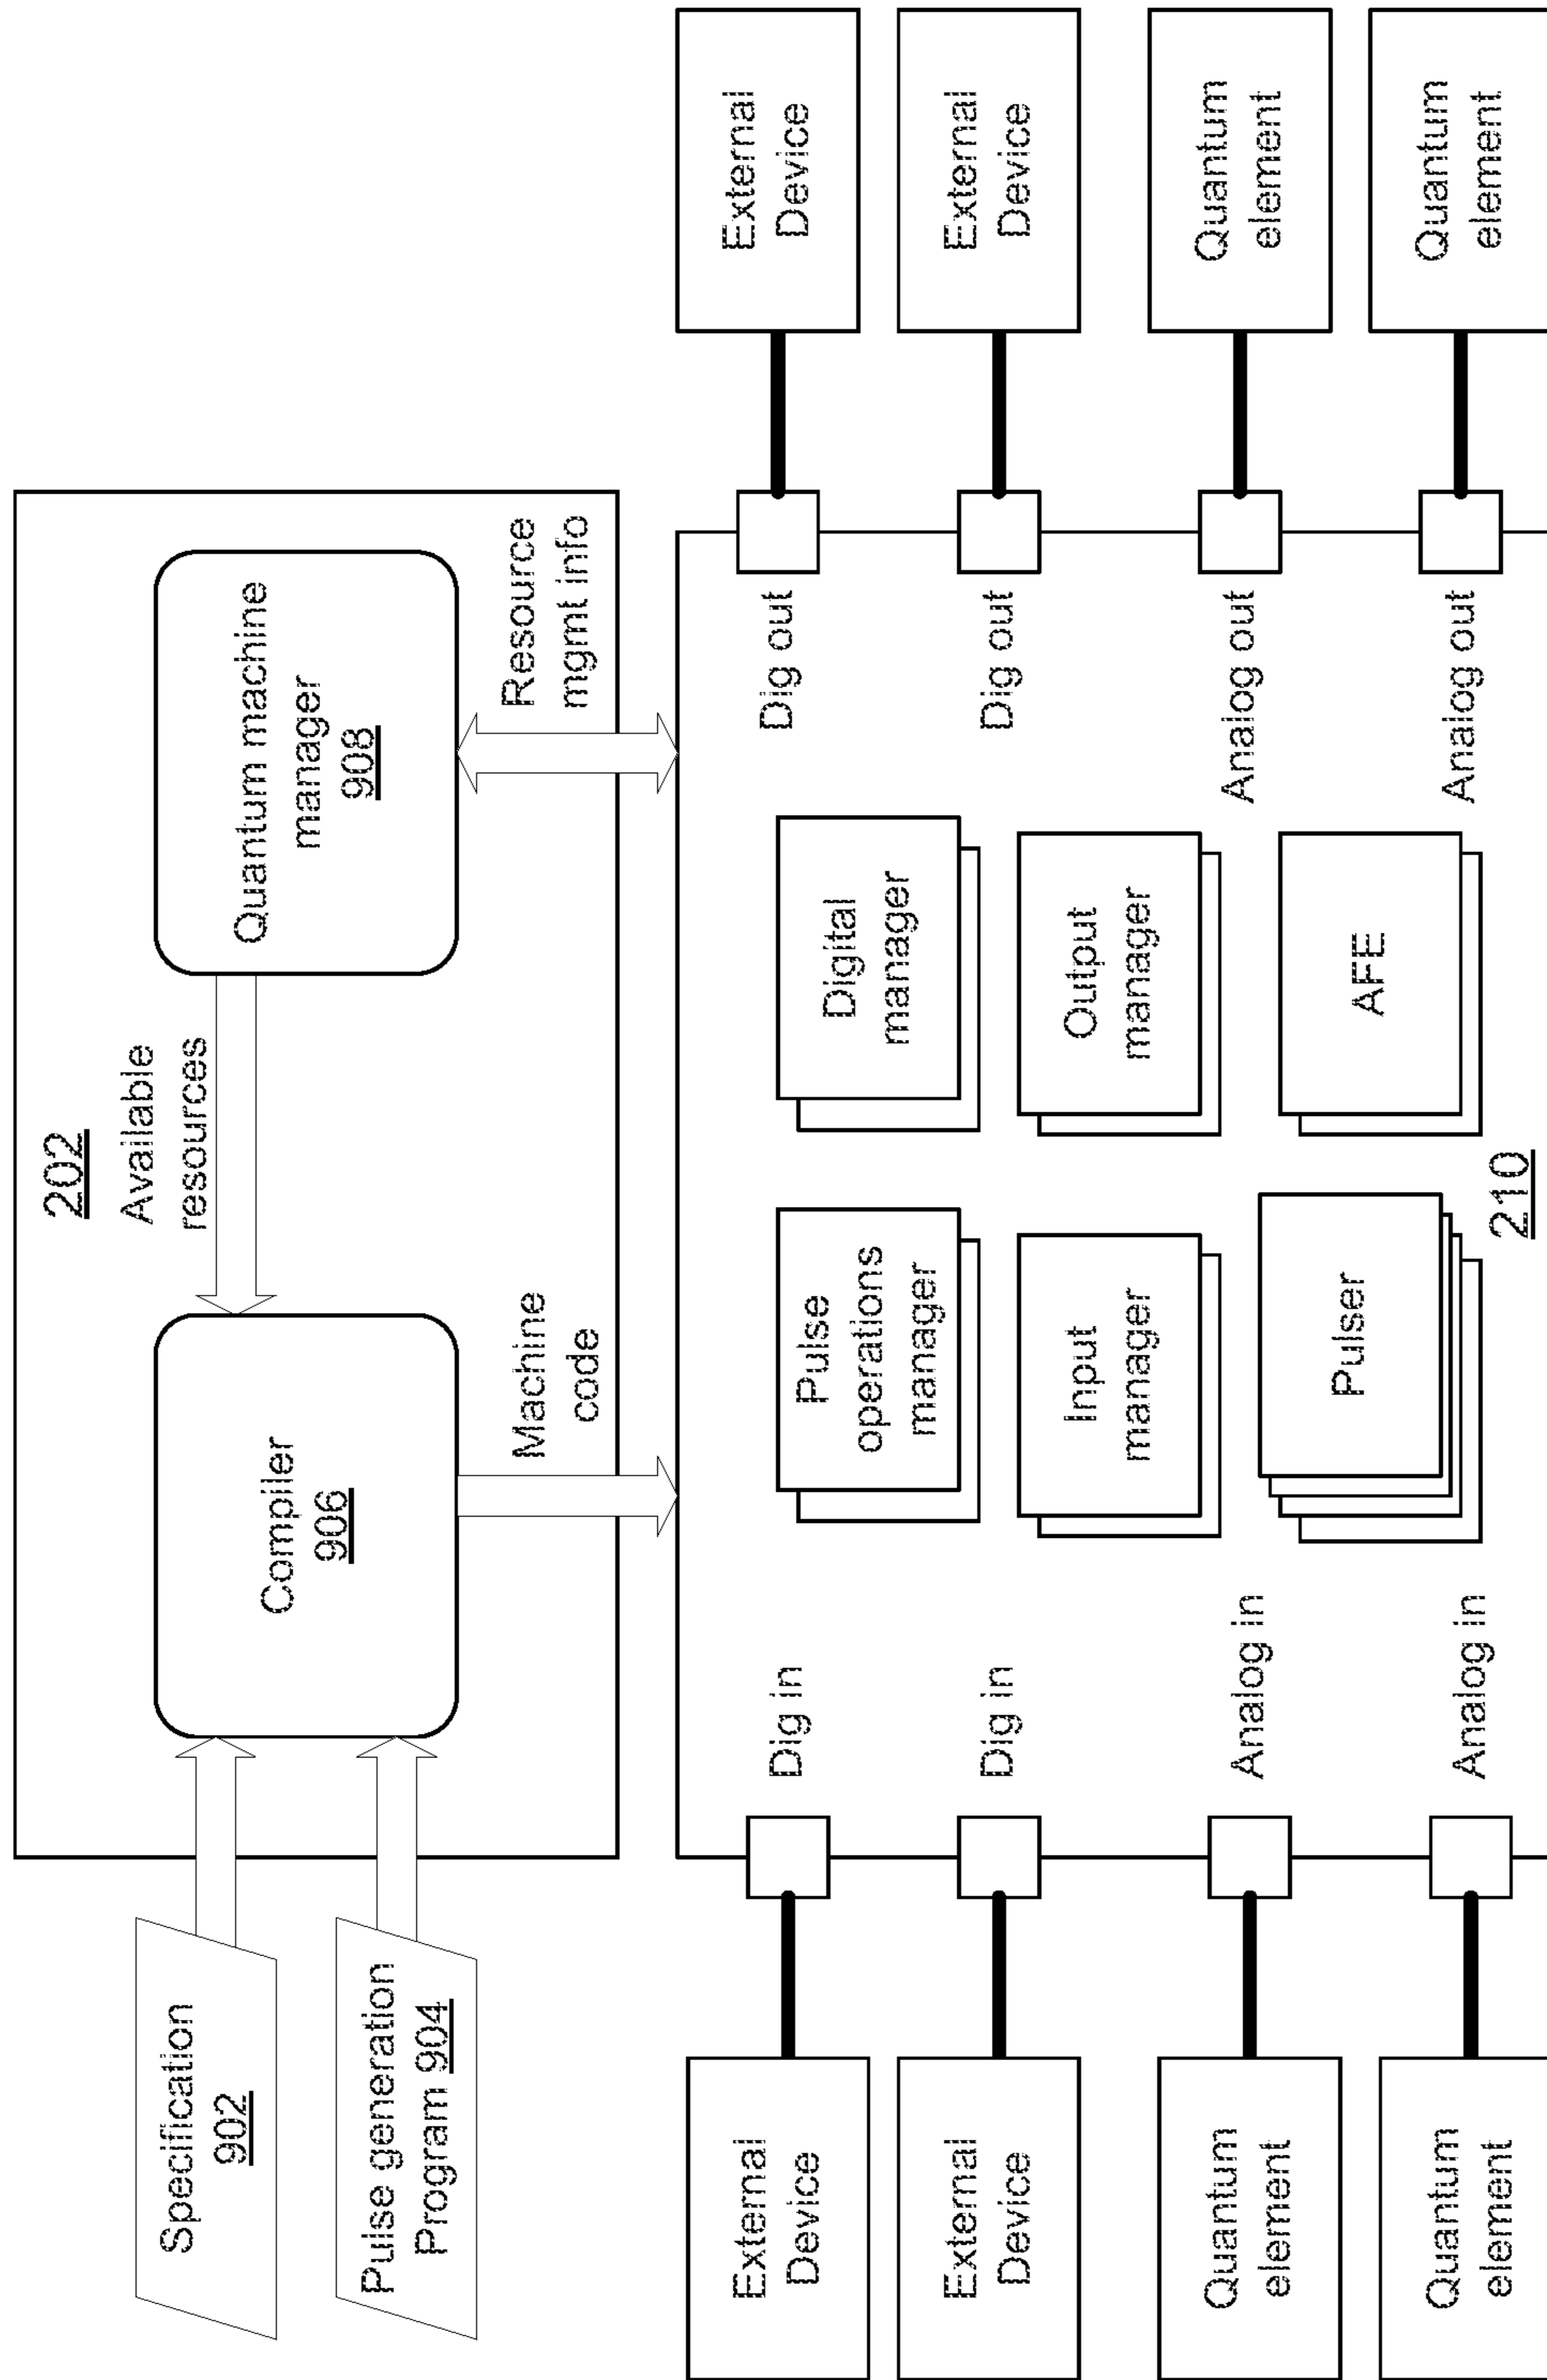 202
Specification
902
Pulse generation
Program 904
Compiler
906
Available
resources
Quantum machine
manager
908
Machine
code
Resource
mgmt info
External
Device
Dig in
Pulse
operations
manager
Digital
manager
Dig out
External
Device
External
Device
Dig in
Input
manager
Output
manager
Dig out
External
Device
Quantum
element
Analog in
Pulser
AFE
Analog out
Quantum
element
Quantum
element
Analog in
210
Analog out
Quantum
element